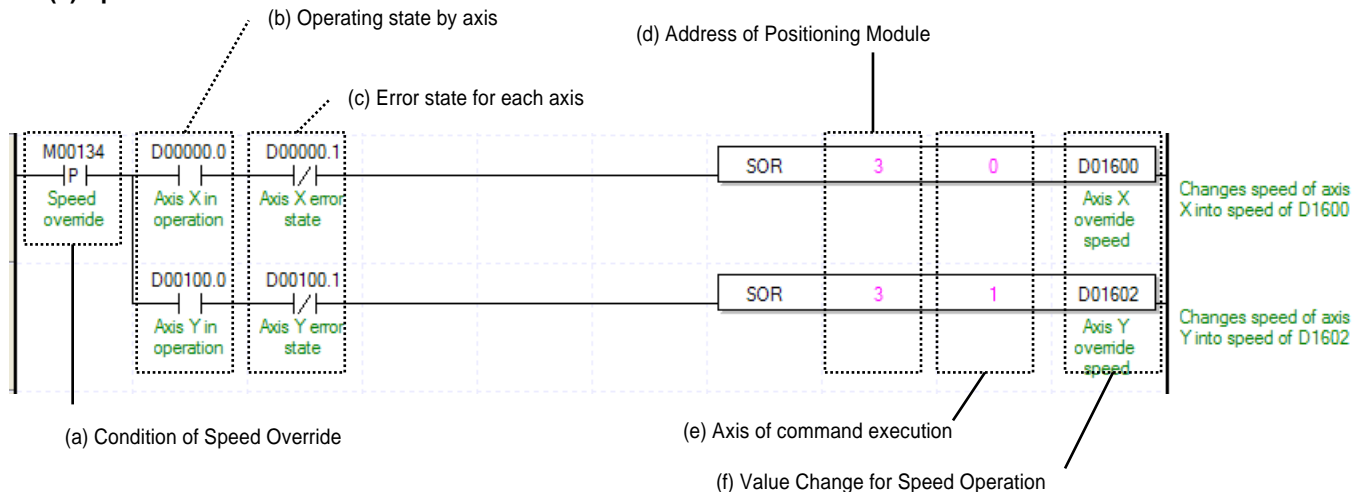 (b) Operating state by axis
(d) Address of Positioning Module
(c) Error state for each axis
M00134 D00000.0 D00000.1
P
SOR 3 0 D01600
Speed override
Axis X in operation
Axis X error state
Axis X override speed
Changes speed of axis
X into speed of D1600
D00100.0 D00100.1
SOR 3 1 D01602
Axis Y in operation
Axis Y error state
Axis Y override speed
Changes speed of axis
Y into speed of D1602
(a) Condition of Speed Override
(e) Axis of command execution
(f) Value Change for Speed Operation